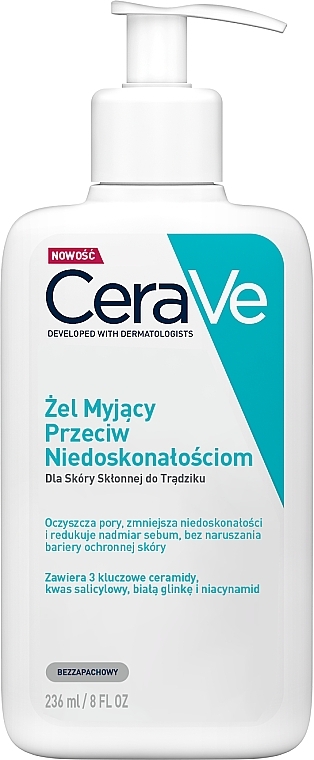 NOWOŚĆ
CeraVe
DEVELOPED WITH DERMATOLOGISTS
Żel Myjący
Przeciw
Niedoskonałościom
Dla Skóry Skłonnej do Trądziku
Oczyszcza pory, zmniejsza niedoskonałości
i redukuje nadmiar sebum, bez naruszania
bariery ochronnej skóry
Zawiera 3 kluczowe ceramidy,
kwas salicylowy, białą glinkę i niacynamid
BEZZAPACHOWY
236 ml / 8 FL OZ